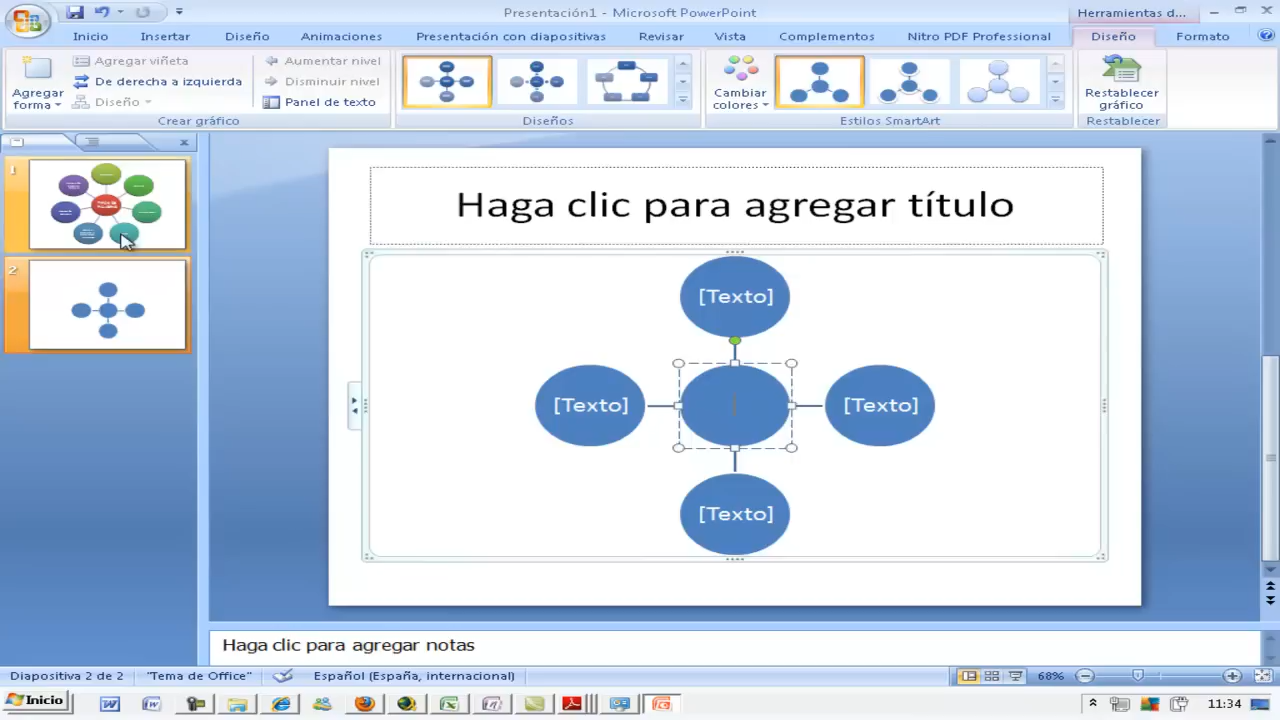 Presentación1 - Microsoft PowerPoint
Herramientas d...
Inicio
Insertar
Diseño
Animaciones
Presentación con diapositivas
Revisar
Vista
Complementos
Nitro PDF Professional
Diseño
Formato
Agregar forma
Agregar viñeta
De derecha a izquierda
Diseño
Aumentar nivel
Disminuir nivel
Panel de texto
Crear gráfico
Diseños
Cambiar colores
Estilos SmartArt
Restablecer gráfico
Restablecer
1
2
Haga clic para agregar título
[Texto]
[Texto]
[Texto]
[Texto]
Haga clic para agregar notas
Diapositiva 2 de 2
"Tema de Office"
Español (España, internacional)
68%
Inicio
11:34